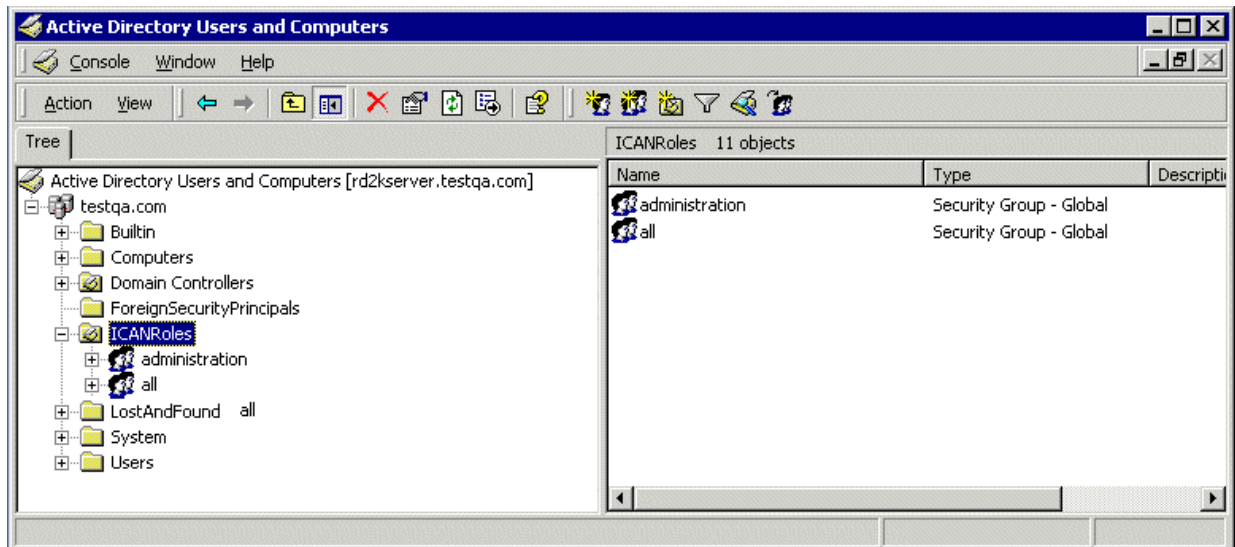 Active Directory Users and Computers
Console Window Help
Action View
Tree
ICANRoles 11 objects
Active Directory Users and Computers [rd2kserver.testqa.com]
testqa.com
Builtin
Computers
Domain Controllers
ForeignSecurityPrincipals
ICANRoles
administration
all
LostAndFound all
System
Users
Name Type Descripti
administration Security Group - Global
all Security Group - Global